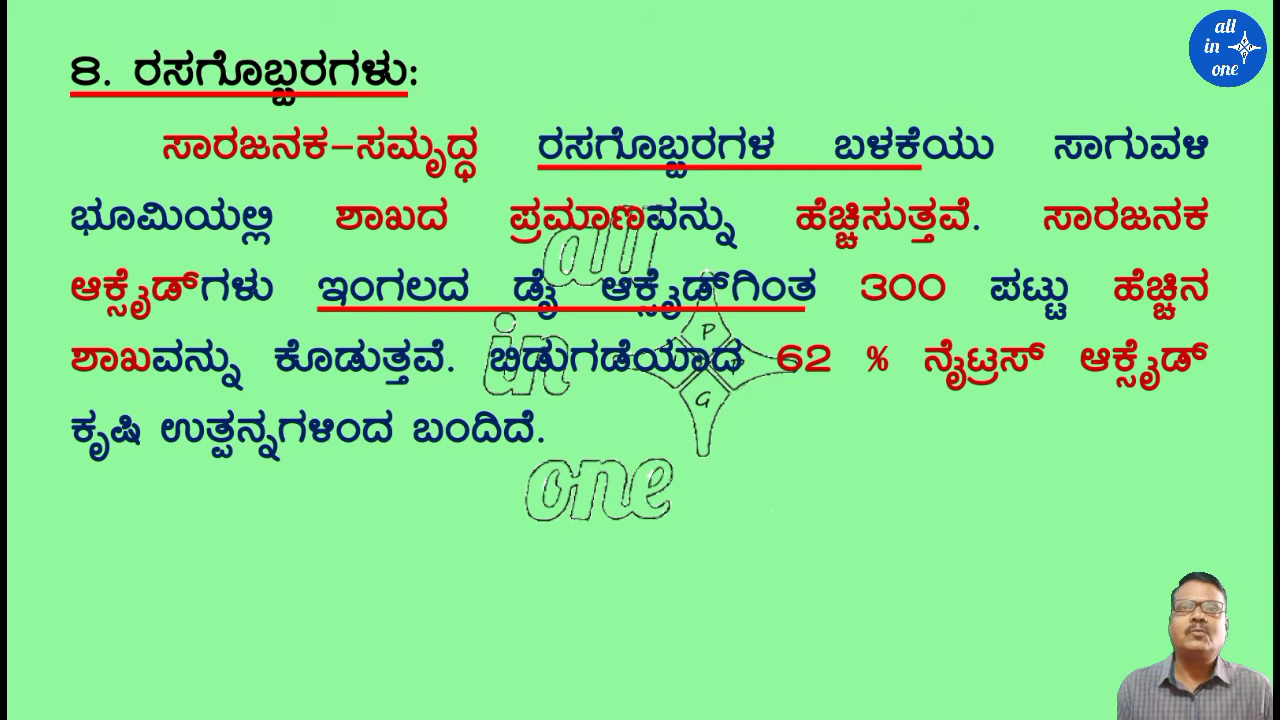 all
in
one
8. ರಸಗೊಬ್ಬರಗಳು:
ಸಾರಜನಕ-ಸಮೃದ್ಧ ರಸಗೊಬ್ಬರಗಳ ಬಳಕೆಯು ಸಾಗುವಳಿ
ಭೂಮಿಯಲ್ಲಿ ಶಾಖದ ಪ್ರಮಾಣವನ್ನು ಹೆಚ್ಚಿಸುತ್ತವೆ. ಸಾರಜನಕ
ಆಕ್ಸೈಡ್‌ಗಳು ಇಂಗಲದ ಡೈ ಆಕ್ಸೈಡ್‌ಗಿಂತ 300 ಪಟ್ಟು ಹೆಚ್ಚಿನ
ಶಾಖವನ್ನು ಕೊಡುತ್ತವೆ. ಬಿಡುಗಡೆಯಾದ 62 % ನೈಟ್ರಸ್ ಆಕ್ಸೈಡ್
ಕೃಷಿ ಉತ್ಪನ್ನಗಳಿಂದ ಬಂದಿದೆ.
all
in
one